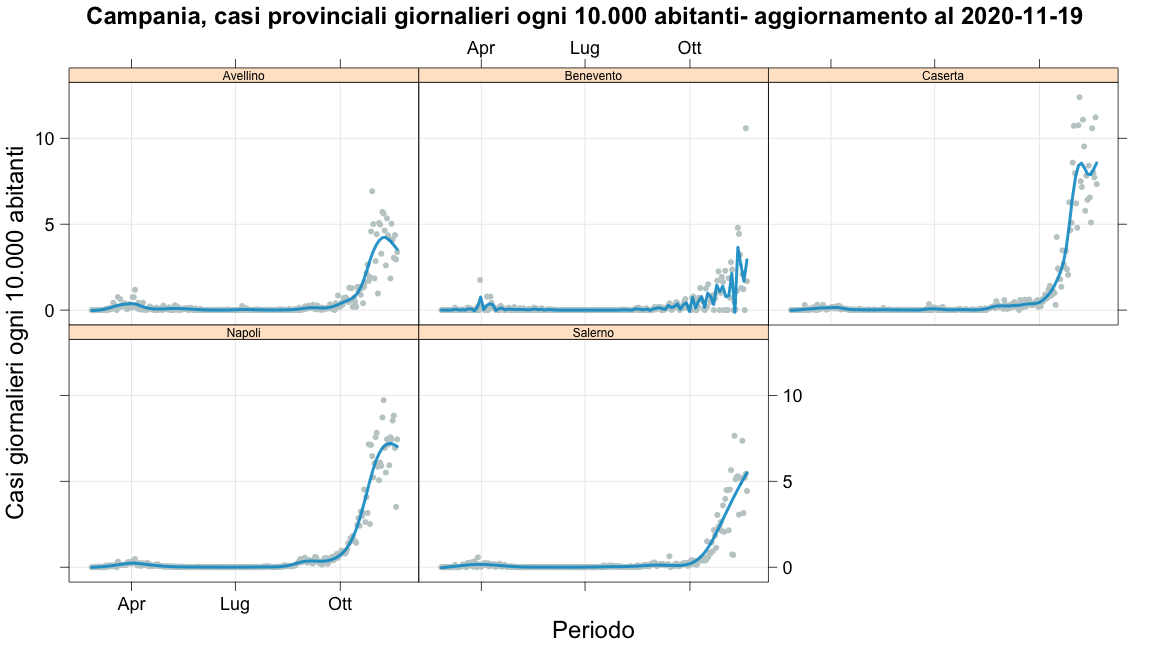 Campania, casi provinciali giornalieri ogni 10.000 abitanti- aggiornamento al 2020-11-19
Apr Lug Ott
Avellino Benevento Caserta
10
5
0
Casi giornalieri ogni 10.000 abitanti
Napoli Salerno
10
5
0
Apr Lug Ott
Periodo